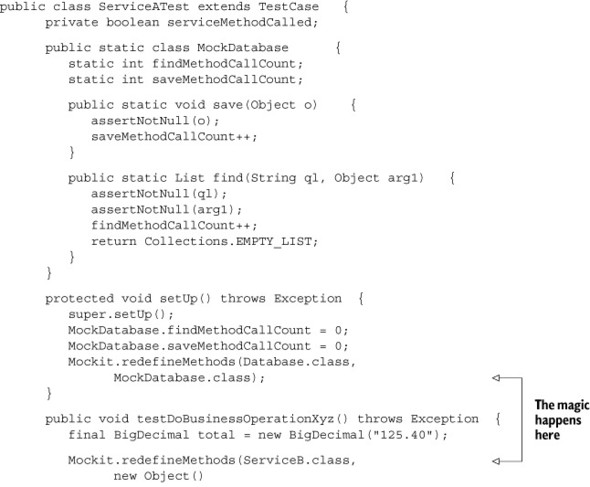 public class ServiceATest extends TestCase {
private boolean serviceMethodCalled;
public static class MockDatabase {
static int findMethodCallCount;
static int saveMethodCallCount;
public static void save(Object o) {
assertNotNull(o);
saveMethodCallCount++;
}
public static List find(String ql, Object arg1) {
assertNotNull(ql);
assertNotNull(arg1);
findMethodCallCount++;
return Collections.EMPTY_LIST;
}
}
protected void setUp() throws Exception {
super.setUp();
MockDatabase.findMethodCallCount = 0;
MockDatabase.saveMethodCallCount = 0;
Mockit.redefineMethods(Database.class,
MockDatabase.class);
}
public void testDoBusinessOperationXyz() throws Exception {
final BigDecimal total = new BigDecimal("125.40");
Mockit.redefineMethods(ServiceB.class,
new Object()
The magic
happens
here